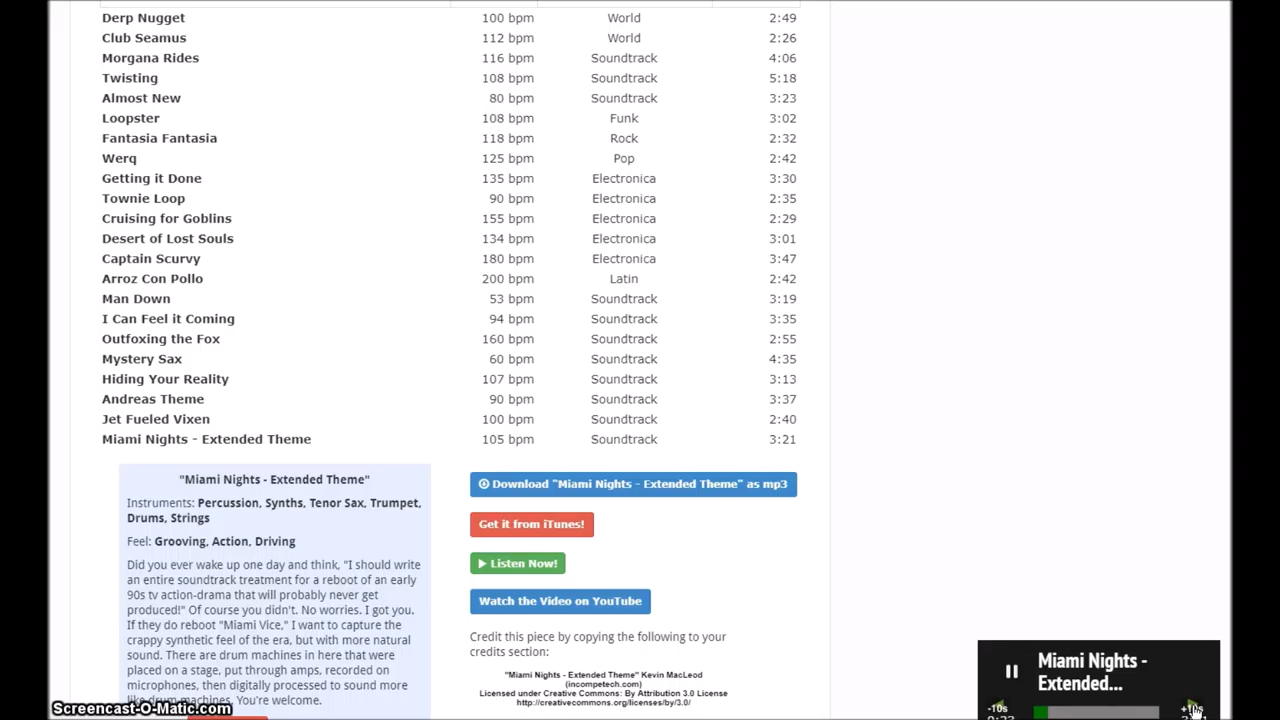 Derp Nugget 100 bpm World 2:49
Club Seamus 112 bpm World 2:26
Morgana Rides 116 bpm Soundtrack 4:06
Twisting 108 bpm Soundtrack 5:18
Almost New 80 bpm Soundtrack 3:23
Loopster 108 bpm Funk 3:02
Fantasia Fantasia 118 bpm Rock 2:32
Werq 125 bpm Pop 2:42
Getting it Done 135 bpm Electronica 3:30
Townie Loop 90 bpm Electronica 2:35
Cruising for Goblins 155 bpm Electronica 2:29
Desert of Lost Souls 134 bpm Electronica 3:01
Captain Scurvy 180 bpm Electronica 3:47
Arroz Con Pollo 200 bpm Latin 2:42
Man Down 53 bpm Soundtrack 3:19
I Can Feel it Coming 94 bpm Soundtrack 3:35
Outfoxing the Fox 160 bpm Soundtrack 2:55
Mystery Sax 60 bpm Soundtrack 4:35
Hiding Your Reality 107 bpm Soundtrack 3:13
Andreas Theme 90 bpm Soundtrack 3:37
Jet Fueled Vixen 100 bpm Soundtrack 2:40
Miami Nights - Extended Theme 105 bpm Soundtrack 3:21
"Miami Nights - Extended Theme"
Instruments: Percussion, Synths, Tenor Sax, Trumpet,
Drums, Strings
Feel: Grooving, Action, Driving
Did you ever wake up one day and think, "I should write
an entire soundtrack treatment for a reboot of an early
90s tv action-drama that will probably never get
produced!" Of course you didn't. No worries. I got you.
If they do reboot "Miami Vice," I want to capture the
crappy synthetic feel of the era, but with more natural
sound. There are drum machines in here that were
placed on a stage, put through amps, recorded on
microphones, then digitally processed to sound more
like drum machines. You're welcome.
Download "Miami Nights - Extended Theme" as mp3
Get it from iTunes!
Listen Now!
Watch the Video on YouTube
Credit this piece by copying the following to your
credits section:
"Miami Nights - Extended Theme" Kevin MacLeod
(incompetech.com)
Licensed under Creative Commons: By Attribution 3.0 License
http://creativecommons.org/licenses/by/3.0/
Miami Nights -
Extended...
-10s +10s
Screencast-O-Matic.com